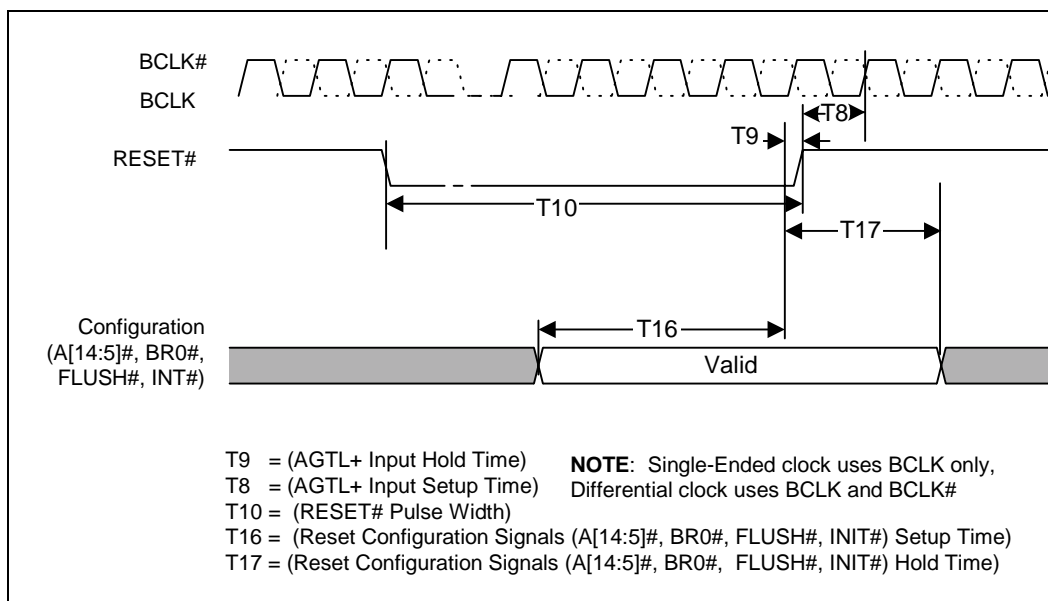 BCLK#
BCLK
T8
T9
RESET#
T10
T17
T16
Configuration
(A[14:5]#, BR0#,
FLUSH#, INT#)
Valid
T9 = (AGTL+ Input Hold Time)
T8 = (AGTL+ Input Setup Time)
T10 = (RESET# Pulse Width)
T16 = (Reset Configuration Signals (A[14:5]#, BR0#, FLUSH#, INIT#) Setup Time)
T17 = (Reset Configuration Signals (A[14:5]#, BR0#, FLUSH#, INIT#) Hold Time)
NOTE: Single-Ended clock uses BCLK only,
Differential clock uses BCLK and BCLK#